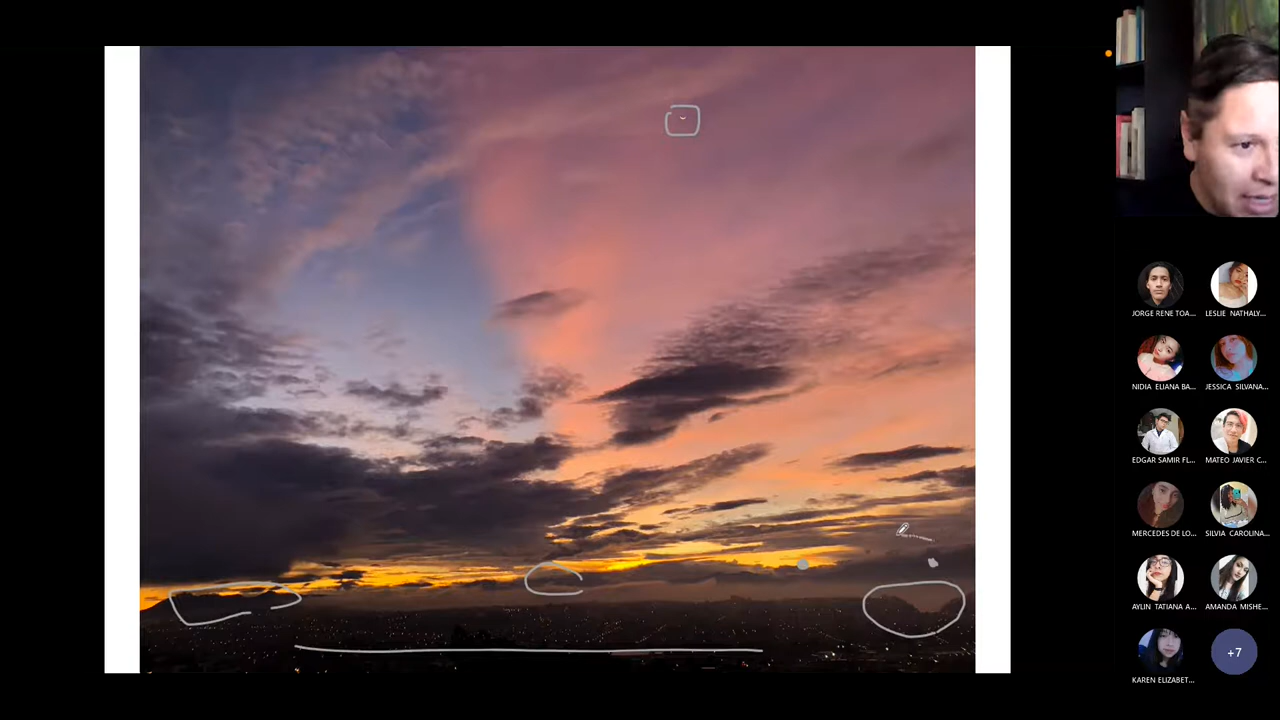 JORGE RENE TOA...
LESLIE NATHALY...
NIDIA ELIANA BA...
JESSICA SILVANA...
EDGAR SAMIR FL...
MATEO JAVIER C...
MERCEDES DE LO...
SILVIA CAROLINA...
AYLIN TATIANA A...
AMANDA MISHE...
KAREN ELIZABET...
+7